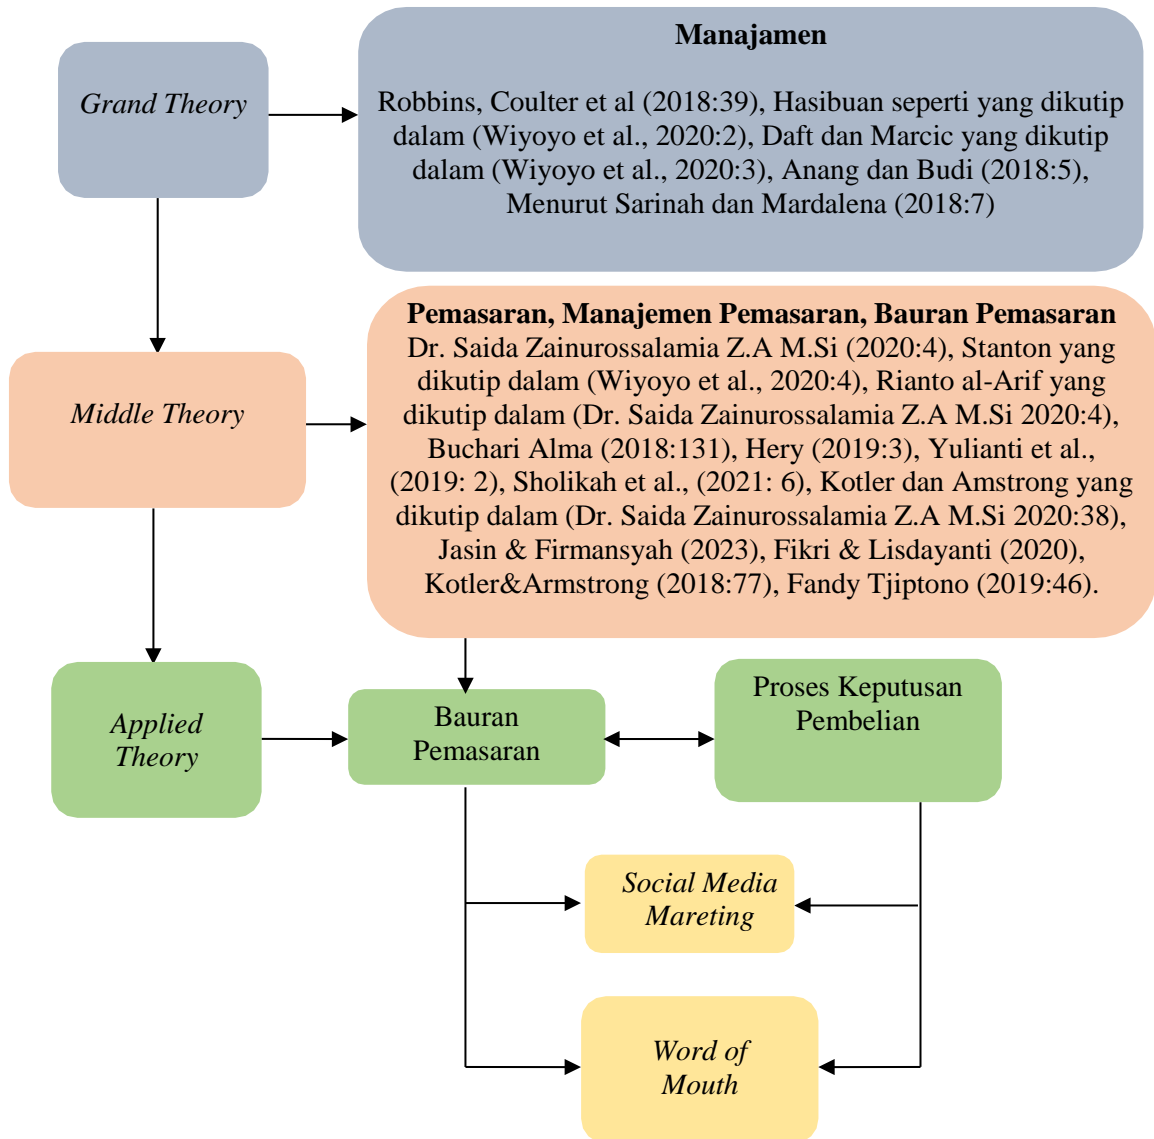 Grand Theory
Manajamen
Robbins, Coulter et al (2018:39), Hasibuan seperti yang dikutip
dalam (Wiyoyo et al., 2020:2), Daft dan Marcic yang dikutip
dalam (Wiyoyo et al., 2020:3), Anang dan Budi (2018:5),
Menurut Sarinah dan Mardalena (2018:7)
Middle Theory
Pemasaran, Manajemen Pemasaran, Bauran Pemasaran
Dr. Saida Zainurossalamia Z.A M.Si (2020:4), Stanton yang
dikutip dalam (Wiyoyo et al., 2020:4), Rianto al-Arif yang
dikutip dalam (Dr. Saida Zainurossalamia Z.A M.Si 2020:4),
Buchari Alma (2018:131), Hery (2019:3), Yulianti et al.,
(2019: 2), Sholikah et al., (2021: 6), Kotler dan Amstrong yang
dikutip dalam (Dr. Saida Zainurossalamia Z.A M.Si 2020:38),
Jasin & Firmansyah (2023), Fikri & Lisdayanti (2020),
Kotler&Armstrong (2018:77), Fandy Tjiptono (2019:46).
Applied
Theory
Bauran
Pemasaran
Proses Keputusan
Pembelian
Social Media
Mareting
Word of
Mouth